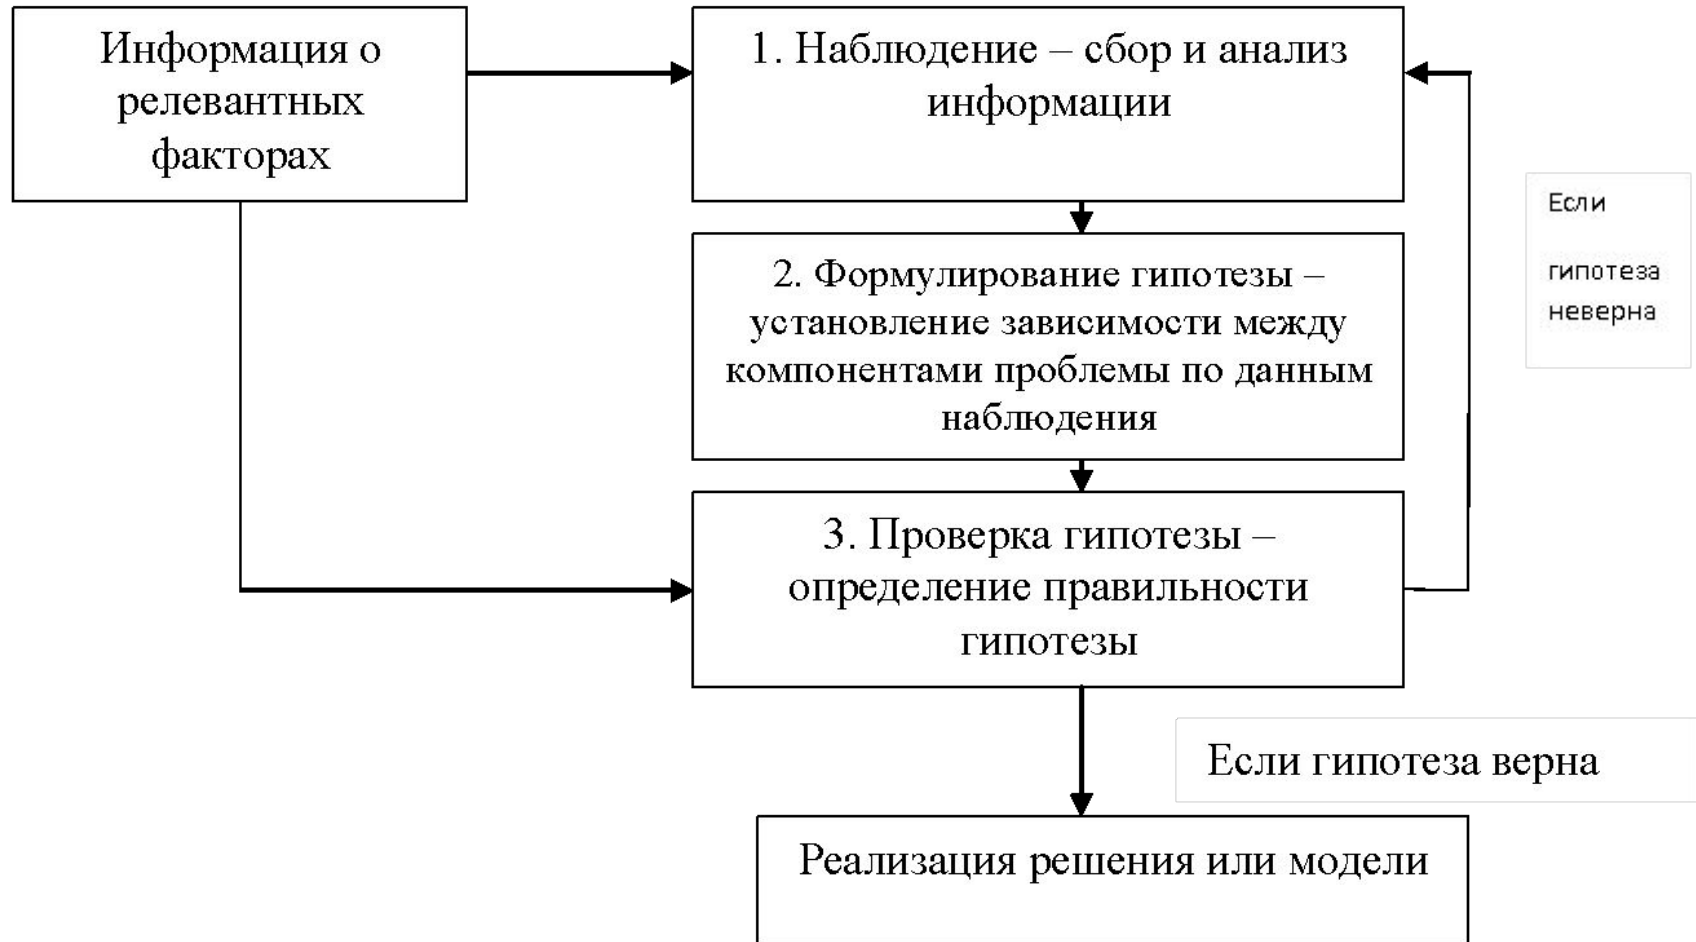 Информация о
релевантных
факторах
1. Наблюдение – сбор и анализ
информации
Если
гипотеза
неверна
2. Формулирование гипотезы –
установление зависимости между
компонентами проблемы по данным
наблюдения
3. Проверка гипотезы –
определение правильности
гипотезы
Если гипотеза верна
Реализация решения или модели